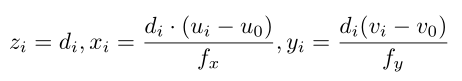 z_i = d_i, x_i = \frac{d_i \cdot (u_i - u_0)}{f_x}, y_i = \frac{d_i(v_i - v_0)}{f_y}